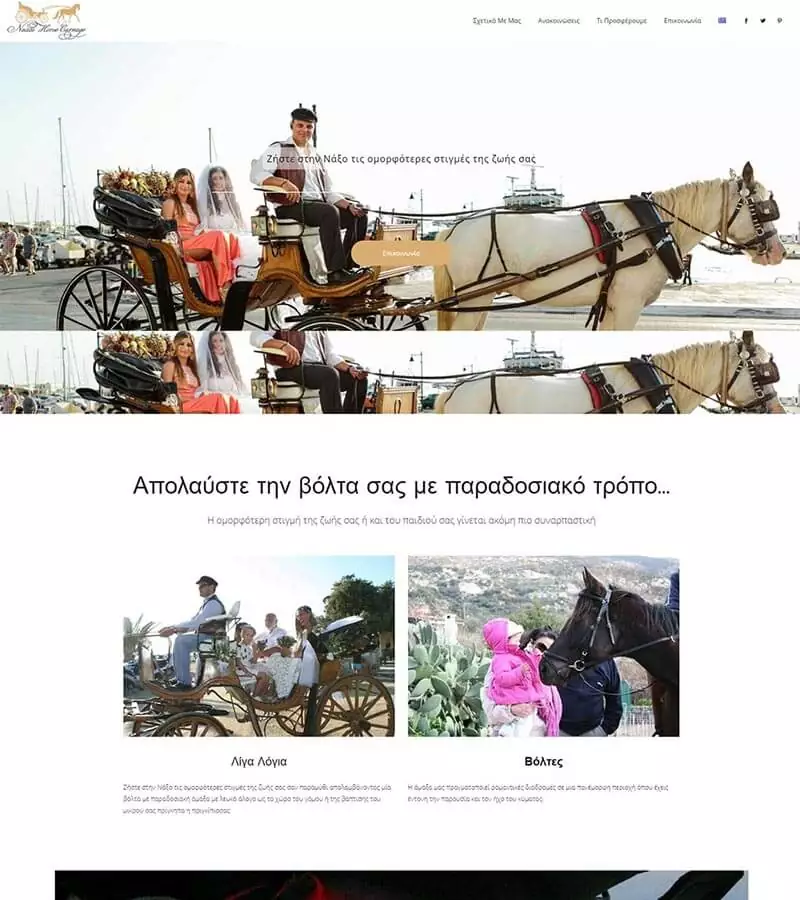 Naxos Horse Carriage
Σχετικά Με Μας
Ανακοινώσεις
Τι Προσφέρουμε
Επικοινωνία
Ζήστε στην Νάξο τις ομορφότερες στιγμές της ζωής σας
Επικοινωνία
Απολαύστε την βόλτα σας με παραδοσιακό τρόπο...
Η ομορφότερη στιγμή της ζωής σας ή και του παιδιού σας γίνεται ακόμη πιο συναρπαστική
Λίγα Λόγια
Ζήστε στην Νάξο τις ομορφότερες στιγμές της ζωής σας σαν παραμύθι απολαμβάνοντας μία
βόλτα με παραδοσιακή άμαξα με λευκό άλογο ως το χώρο του γάμου ή της βάπτισης του
μικρού σας πρίγκηπα ή πριγκίπισσας.
Βόλτες
Η άμαξα μας πραγματοποιεί ρομαντικές διαδρομές σε μια πανέμορφη περιοχή όπου έχεις
έντονη την παρουσία και τον ήχο του κύματος.